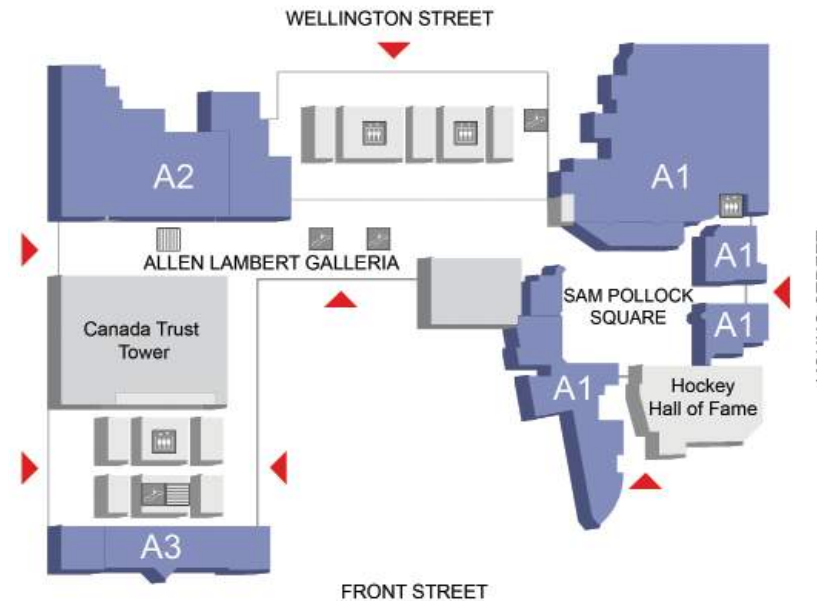 WELLINGTON STREET
A2
A1
ALLEN LAMBERT GALLERIA
A1
SAM POLLOCK
SQUARE
Canada Trust
Tower
A1
A1
Hockey
Hall of Fame
A3
FRONT STREET